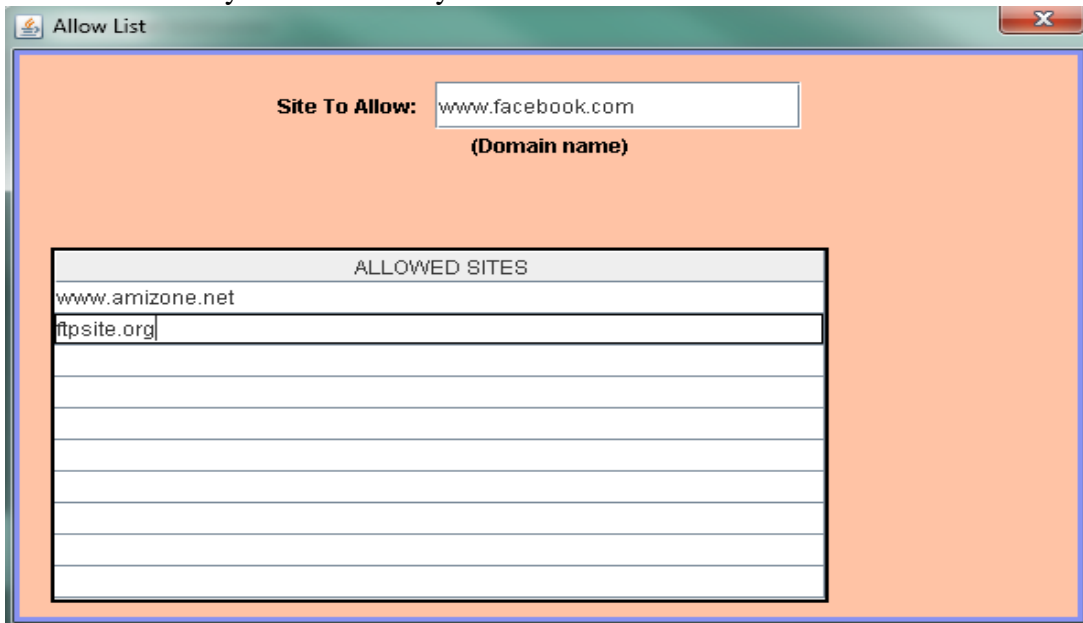 Allow List
Site To Allow: www.facebook.com
(Domain name)
ALLOWED SITES
www.amizone.net
ftpsite.org